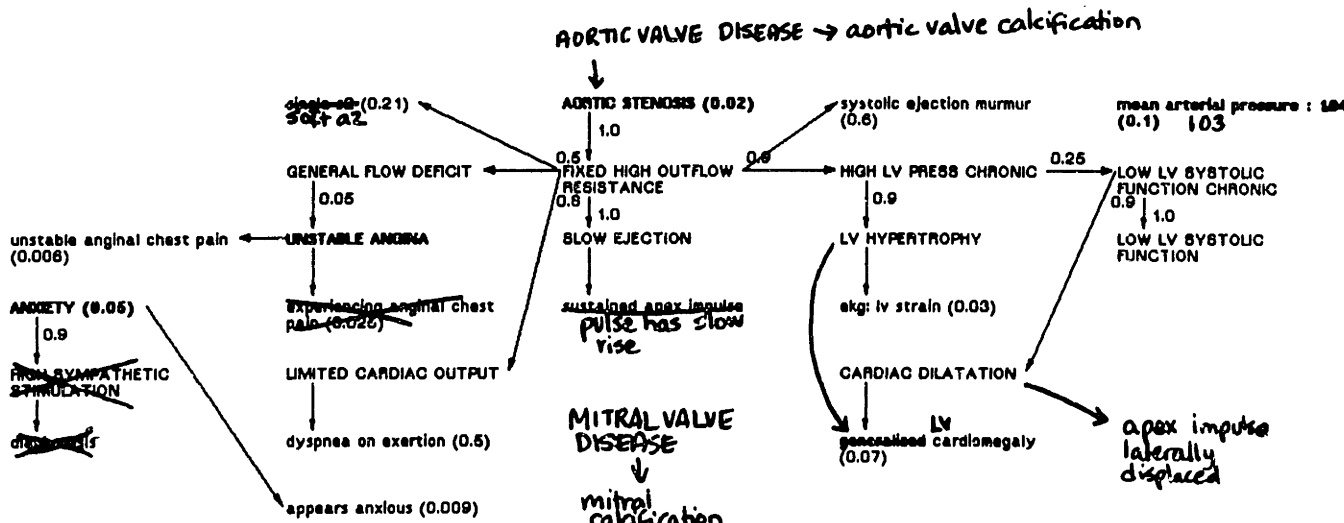 AORTIC VALVE DISEASE → aortic valve calcification
single s2 (0.21)
soft a2
AORTIC STENOSIS (0.02)
systolic ejection murmur
(0.6)
mean arterial pressure :
(0.1) 103
1.0
0.5
0.9
0.25
GENERAL FLOW DEFICIT
FIXED HIGH OUTFLOW
RESISTANCE
HIGH LV PRESS CHRONIC
LOW LV SYSTOLIC
FUNCTION CHRONIC
0.05
1.0
0.9
0.9
1.0
unstable anginal chest pain
(0.006)
UNSTABLE ANGINA
SLOW EJECTION
LV HYPERTROPHY
LOW LV SYSTOLIC
FUNCTION
ANXIETY (0.05)
experiencing anginal chest
pain (0.025)
sustained apex impulse
pulse has slow
rise
ekg: lv strain (0.03)
0.9
HIGH SYMPATHETIC
STIMULATION
LIMITED CARDIAC OUTPUT
CARDIAC DILATATION
dyspnea on exertion (0.5)
MITRAL VALVE
DISEASE
LV
generalized cardiomegaly
(0.07)
apex impulse
laterally
displaced
appears anxious (0.009)
mitral
calcification